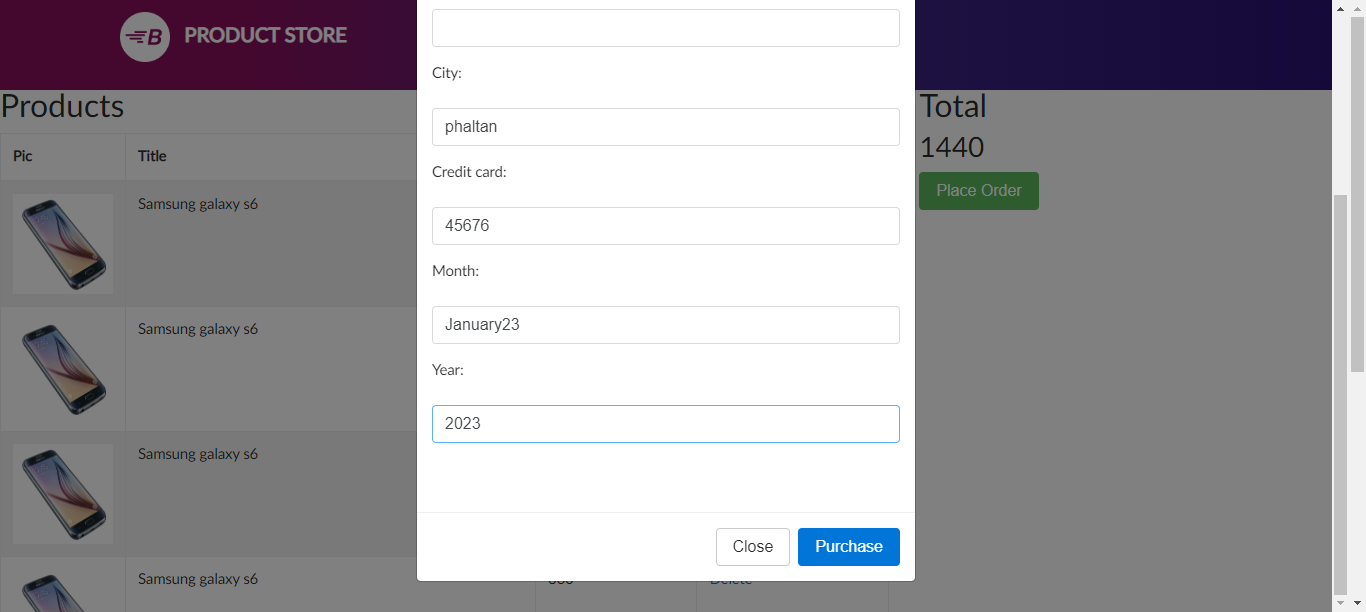 B PRODUCT STORE
Products
Pic Title
Samsung galaxy s6
Samsung galaxy s6
Samsung galaxy s6
Samsung galaxy s6
City:
phaltan
Credit card:
45676
Month:
January23
Year:
2023
Close Purchase
Delete
Total
1440
Place Order